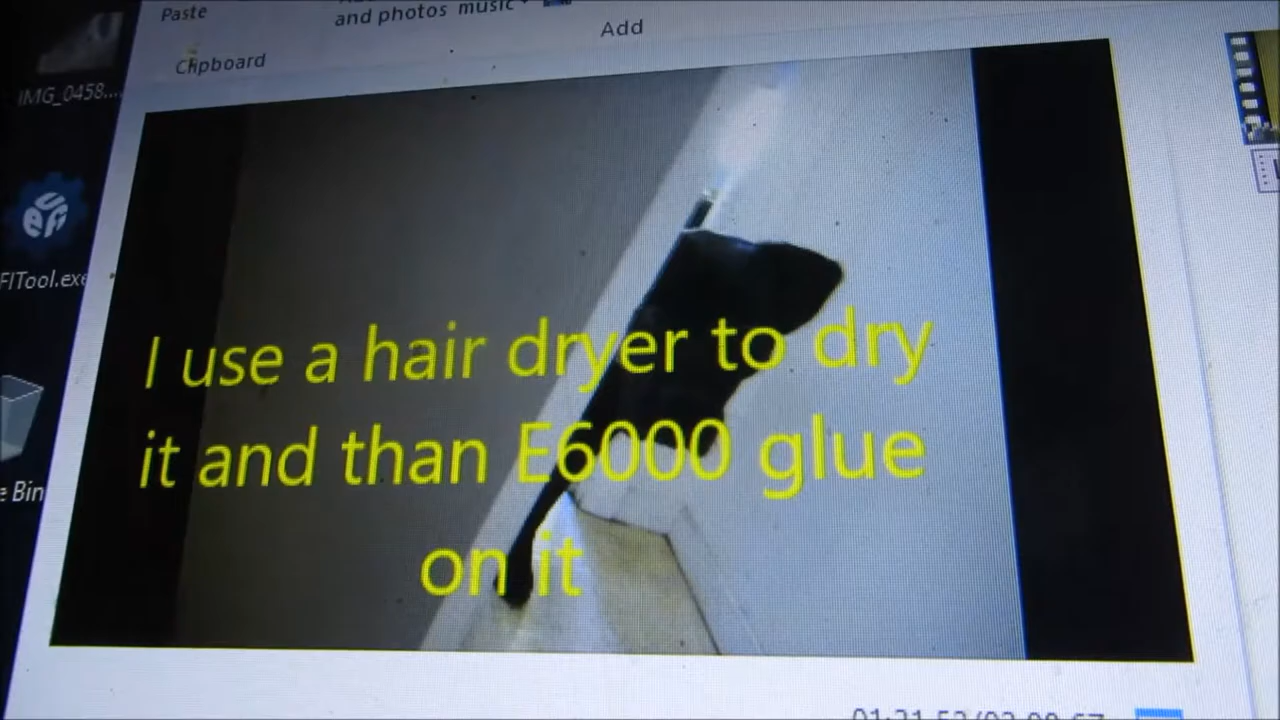 Paste
and photos music
Add
Clipboard
IMG_0458....
FITool.exe
e Bin
I use a hair dryer to dry
it and than E6000 glue
on it